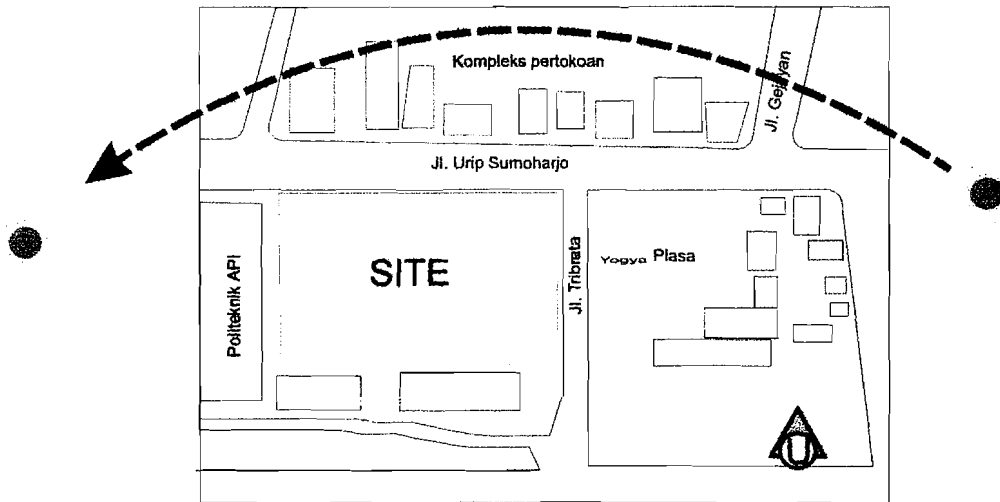 Kompleks pertokoan
Jl. Gejayan
Jl. Urip Sumoharjo
Politeknik API
SITE
Jl. Tribrata
Yogya Plasa
U